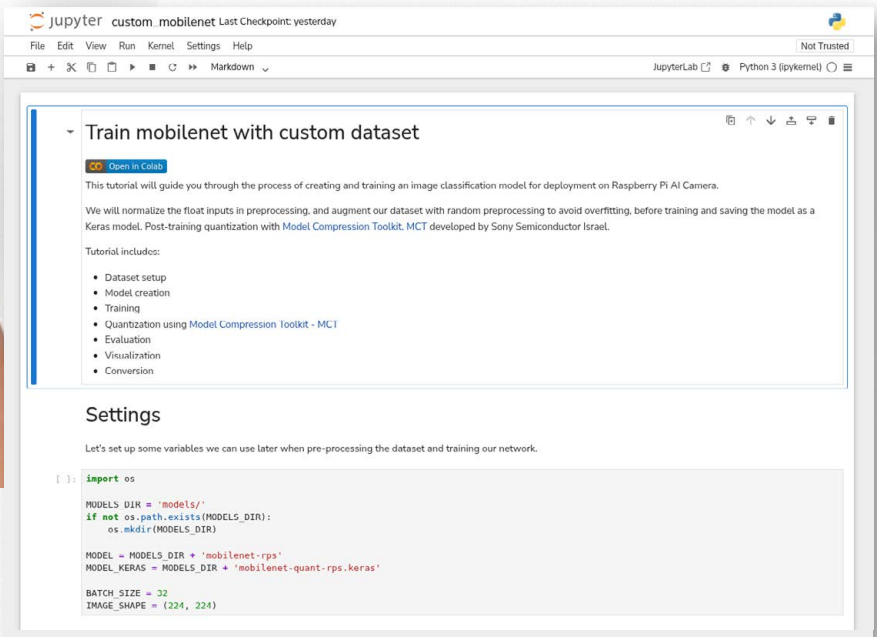 jupyter custom_mobilenet Last Checkpoint: yesterday
File Edit View Run Kernel Settings Help Not Trusted
Markdown JupyterLab Python 3 (ipykernel)
Train mobilenet with custom dataset
Open in Colab
This tutorial will guide you through the process of creating and training an image classification model for deployment on Raspberry Pi AI Camera.
We will normalize the float inputs in preprocessing, and augment our dataset with random preprocessing to avoid overfitting, before training and saving the model as a
Keras model. Post-training quantization with Model Compression Toolkit, MCT developed by Sony Semiconductor Israel.
Tutorial includes:
• Dataset setup
• Model creation
• Training
• Quantization using Model Compression Toolkit - MCT
• Evaluation
• Visualization
• Conversion
Settings
Let's set up some variables we can use later when pre-processing the dataset and training our network.
[ ]: import os
MODELS_DIR = 'models/'
if not os.path.exists(MODELS_DIR):
    os.mkdir(MODELS_DIR)
MODEL = MODELS_DIR + 'mobilenet-rps'
MODEL_KERAS = MODELS_DIR + 'mobilenet-quant-rps.keras'
BATCH_SIZE = 32
IMAGE_SHAPE = (224, 224)